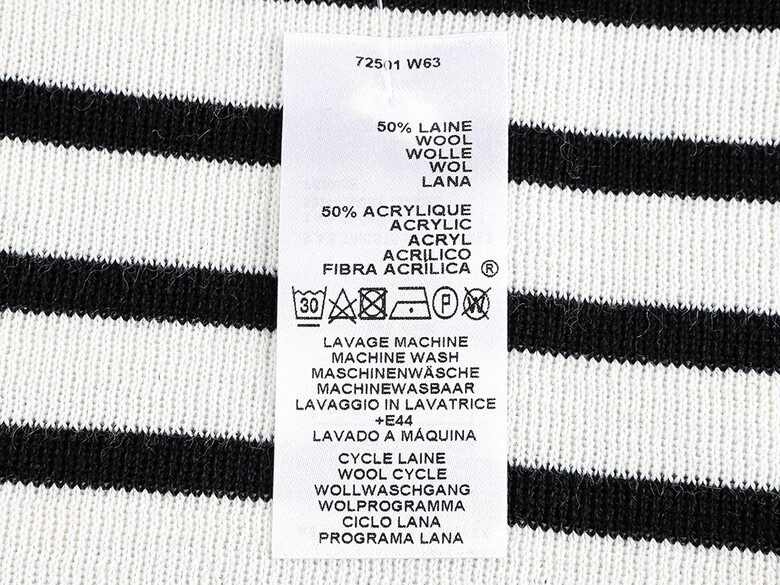 72501 W63
50% LAINE
WOOL
WOLLE
WOL
LANA
50% ACRYLIQUE
ACRYLIC
ACRYL
ACRILICO
FIBRA ACRÍLICA ®
30 P W
LAVAGE MACHINE
MACHINE WASH
MASCHINENWÄSCHE
MACHINEWASBAAR
LAVAGGIO IN LAVATRICE
+E44
LAVADO A MÁQUINA
CYCLE LAINE
WOOL CYCLE
WOLLWASCHGANG
WOLPROGRAMMA
CICLO LANA
PROGRAMA LANA